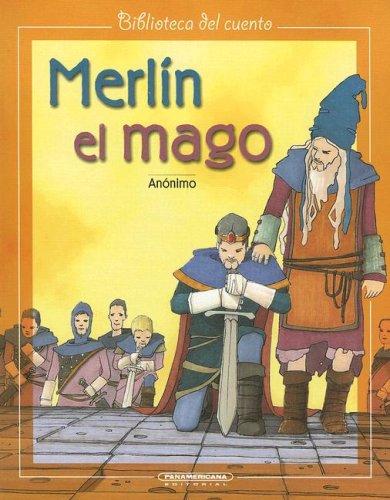 Biblioteca del cuento
Merlín
el mago
Anónimo
PANAMERICANA
EDITORIAL